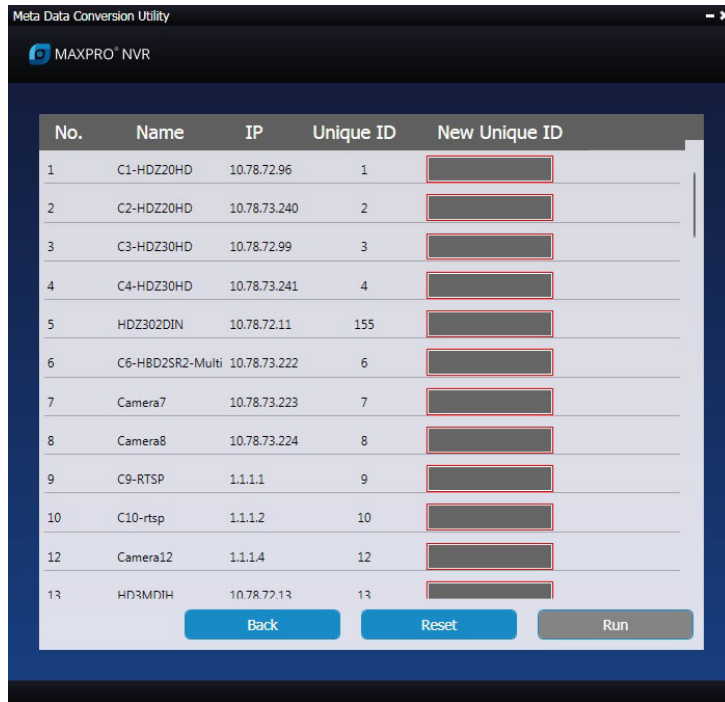 Meta Data Conversion Utility
MAXPRO® NVR
No. Name IP Unique ID New Unique ID
1 C1-HDZ20HD 10.78.72.96 1
2 C2-HDZ20HD 10.78.73.240 2
3 C3-HDZ30HD 10.78.72.99 3
4 C4-HDZ30HD 10.78.73.241 4
5 HDZ302DIN 10.78.72.11 155
6 C6-HBD2SR2-Multi 10.78.73.222 6
7 Camera7 10.78.73.223 7
8 Camera8 10.78.73.224 8
9 C9-RTSP 1.1.1.1 9
10 C10-rtsp 1.1.1.2 10
12 Camera12 1.1.1.4 12
13 HD3MDIH 10.78.72.13 13
Back Reset Run